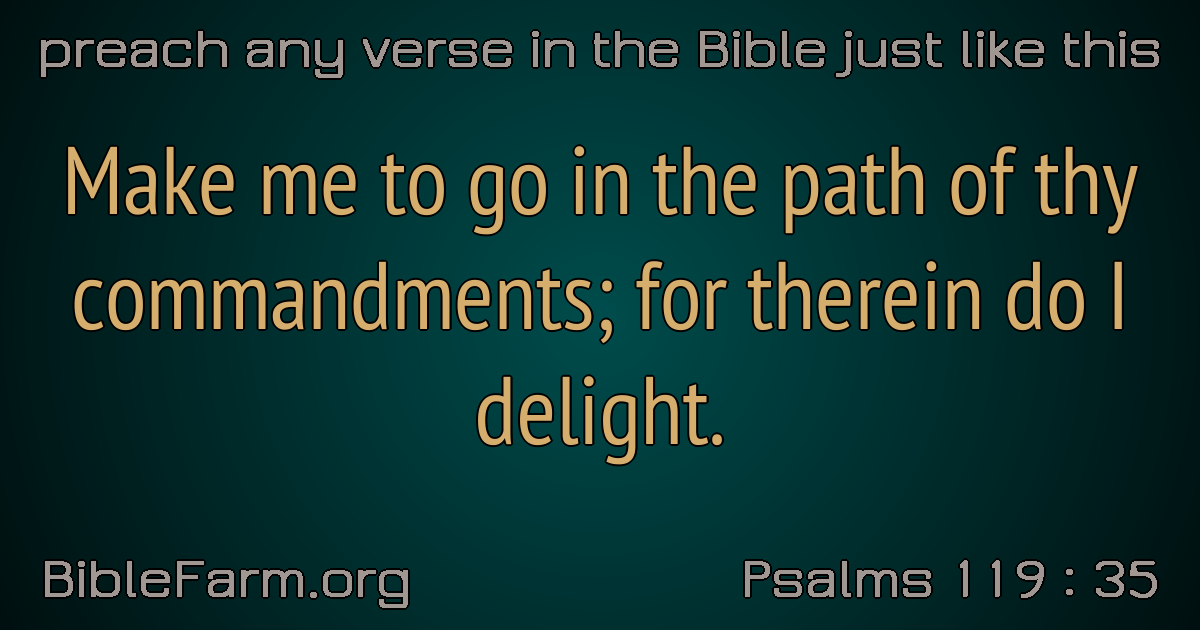 preach any verse in the Bible just like this
Make me to go in the path of thy
commandments; for therein do I
delight.
BibleFarm.org
Psalms 119 : 35